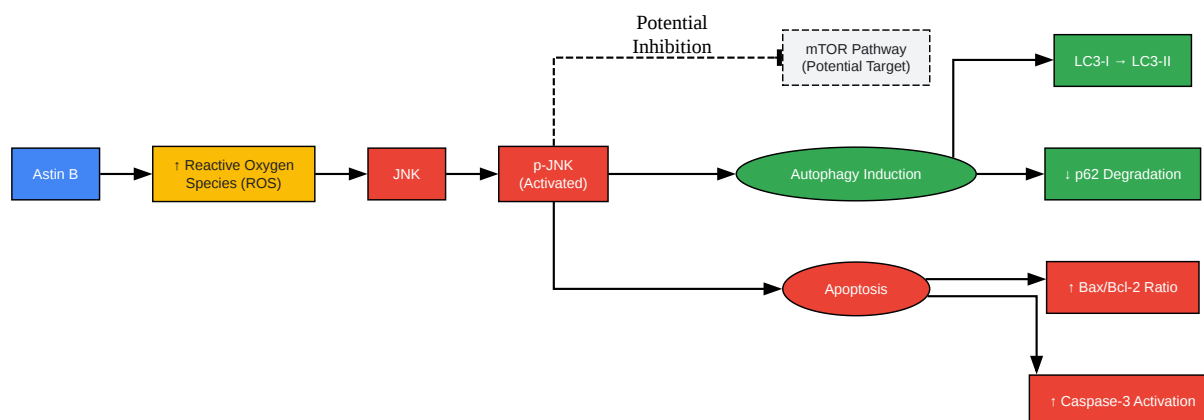 Potential
Inhibition
mTOR Pathway
(Potential Target)
LC3-I → LC3-II
Astin B
↑ Reactive Oxygen
Species (ROS)
JNK
p-JNK
(Activated)
Autophagy Induction
↓ p62 Degradation
Apoptosis
↑ Bax/Bcl-2 Ratio
↑ Caspase-3 Activation